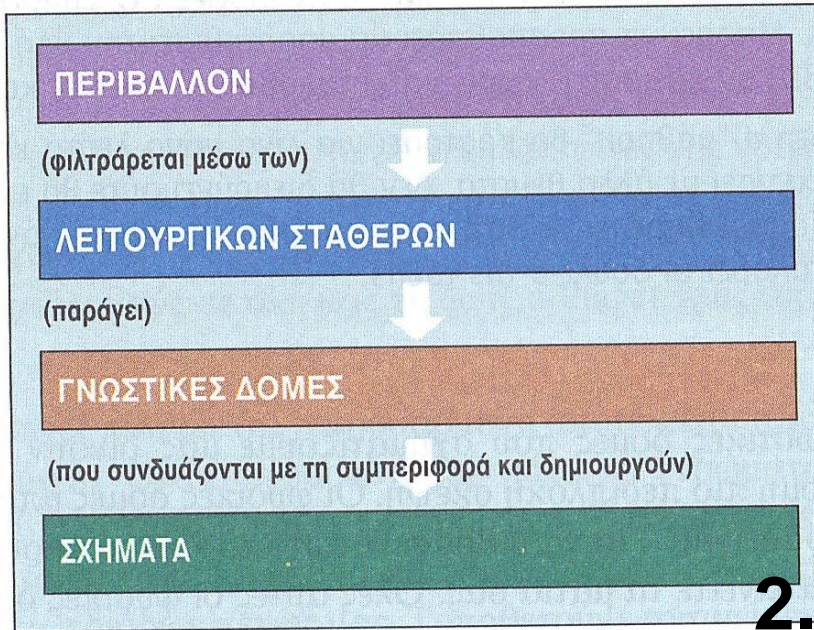 ΠΕΡΙΒΑΛΛΟΝ
(φιλτράρεται μέσω των)
ΛΕΙΤΟΥΡΓΙΚΩΝ ΣΤΑΘΕΡΩΝ
(παράγει)
ΓΝΩΣΤΙΚΕΣ ΔΟΜΕΣ
(που συνδυάζονται με τη συμπεριφορά και δημιουργούν)
ΣΧΗΜΑΤΑ
2.